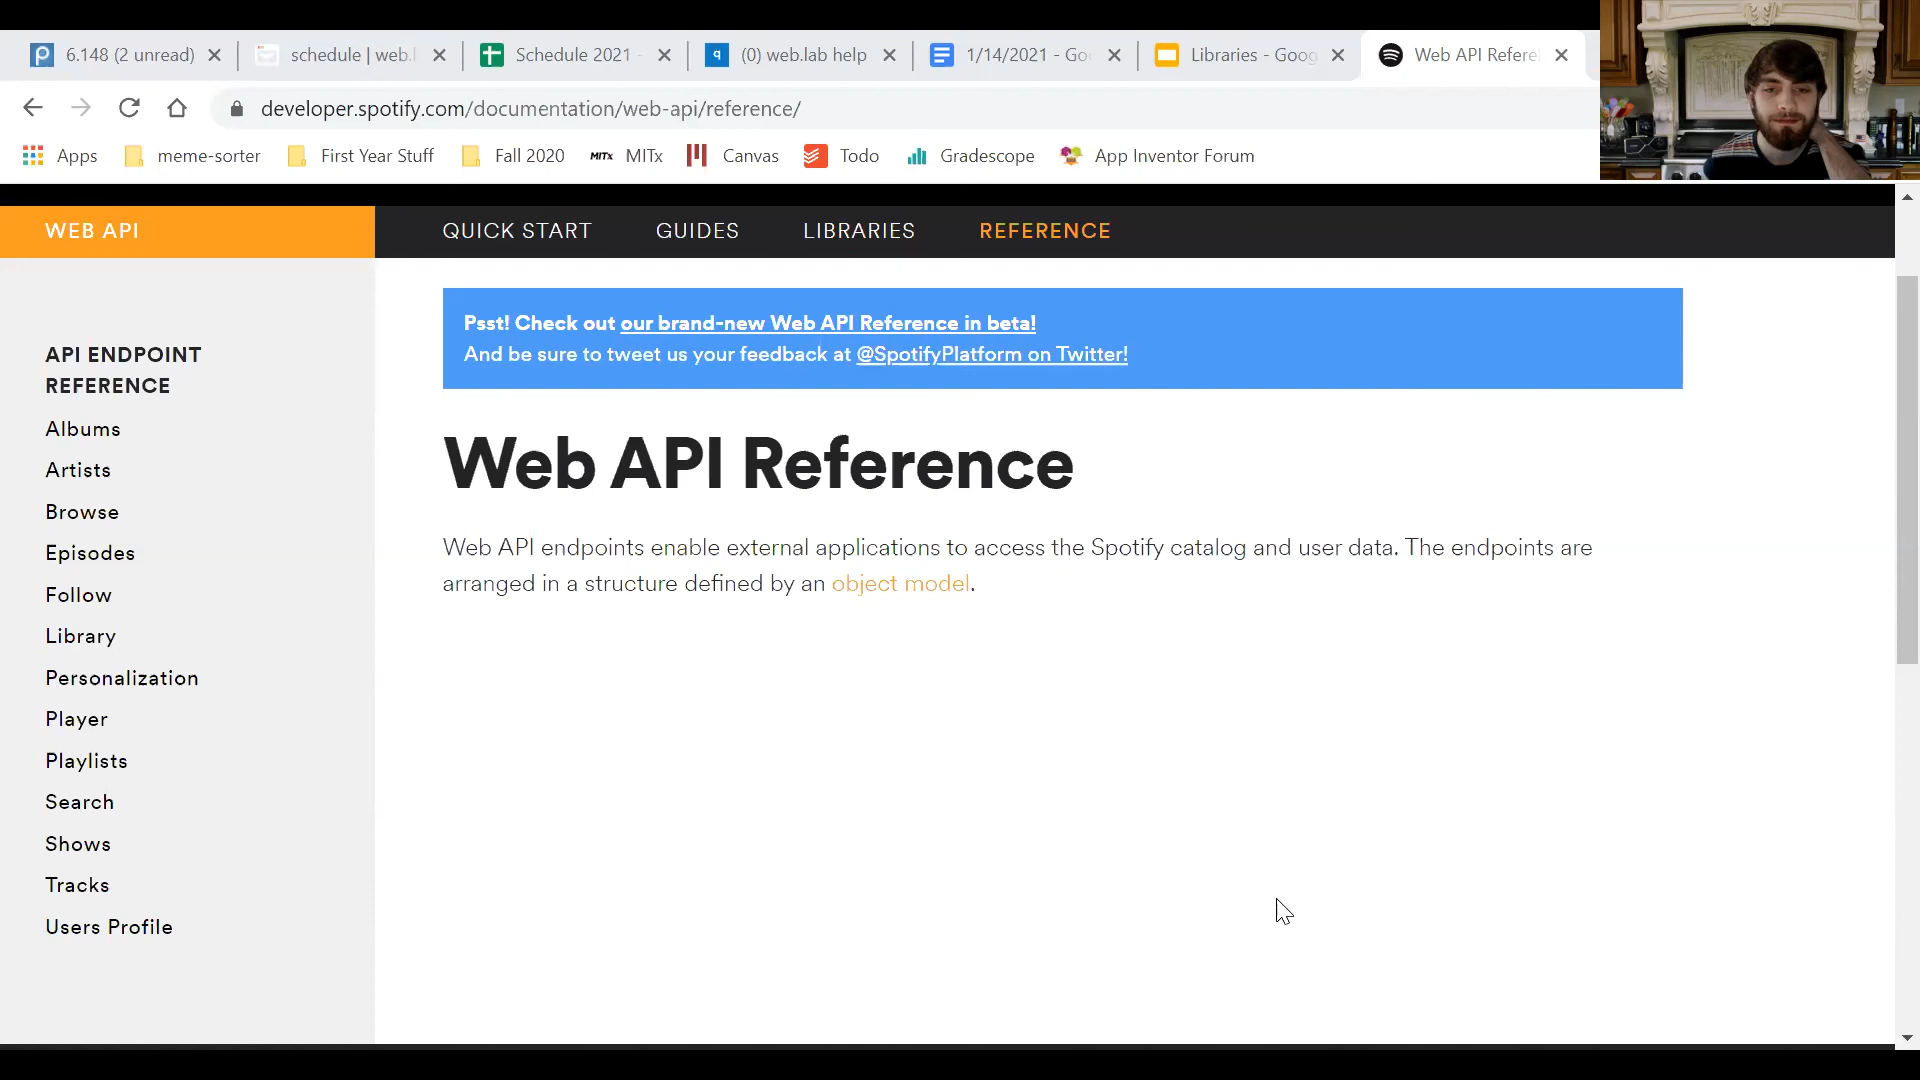 6.148 (2 unread)
schedule | web.l
Schedule 2021 -
(0) web.lab help
1/14/2021 - Go
Libraries - Goog
Web API Refere
developer.spotify.com/documentation/web-api/reference/
Apps
meme-sorter
First Year Stuff
Fall 2020
MITx MITx
Canvas
Todo
Gradescope
App Inventor Forum
WEB API
QUICK START
GUIDES
LIBRARIES
REFERENCE
API ENDPOINT
REFERENCE
Albums
Artists
Browse
Episodes
Follow
Library
Personalization
Player
Playlists
Search
Shows
Tracks
Users Profile
Psst! Check out our brand-new Web API Reference in beta!
And be sure to tweet us your feedback at @SpotifyPlatform on Twitter!
Web API Reference
Web API endpoints enable external applications to access the Spotify catalog and user data. The endpoints are
arranged in a structure defined by an object model.